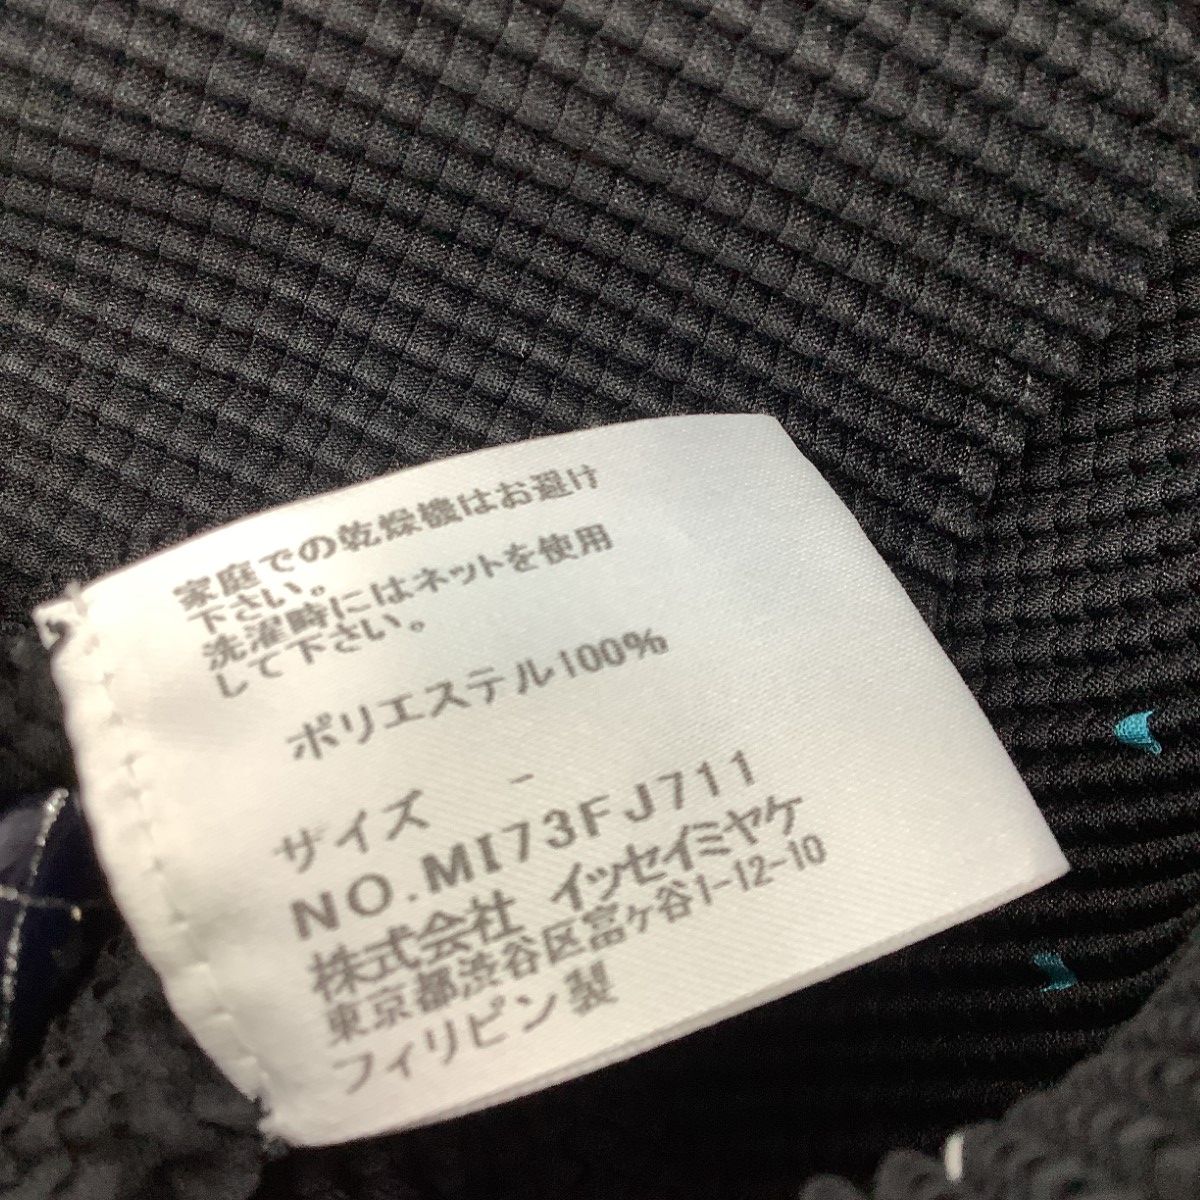 家庭での乾燥機はお避け
下さい。
洗濯時にはネットを使用
して下さい。
ポリエステル100%
サイズ -
NO.MI73FJ711
株式会社 イッセイミヤケ
東京都渋谷区富ヶ谷1-12-10
フィリピン製